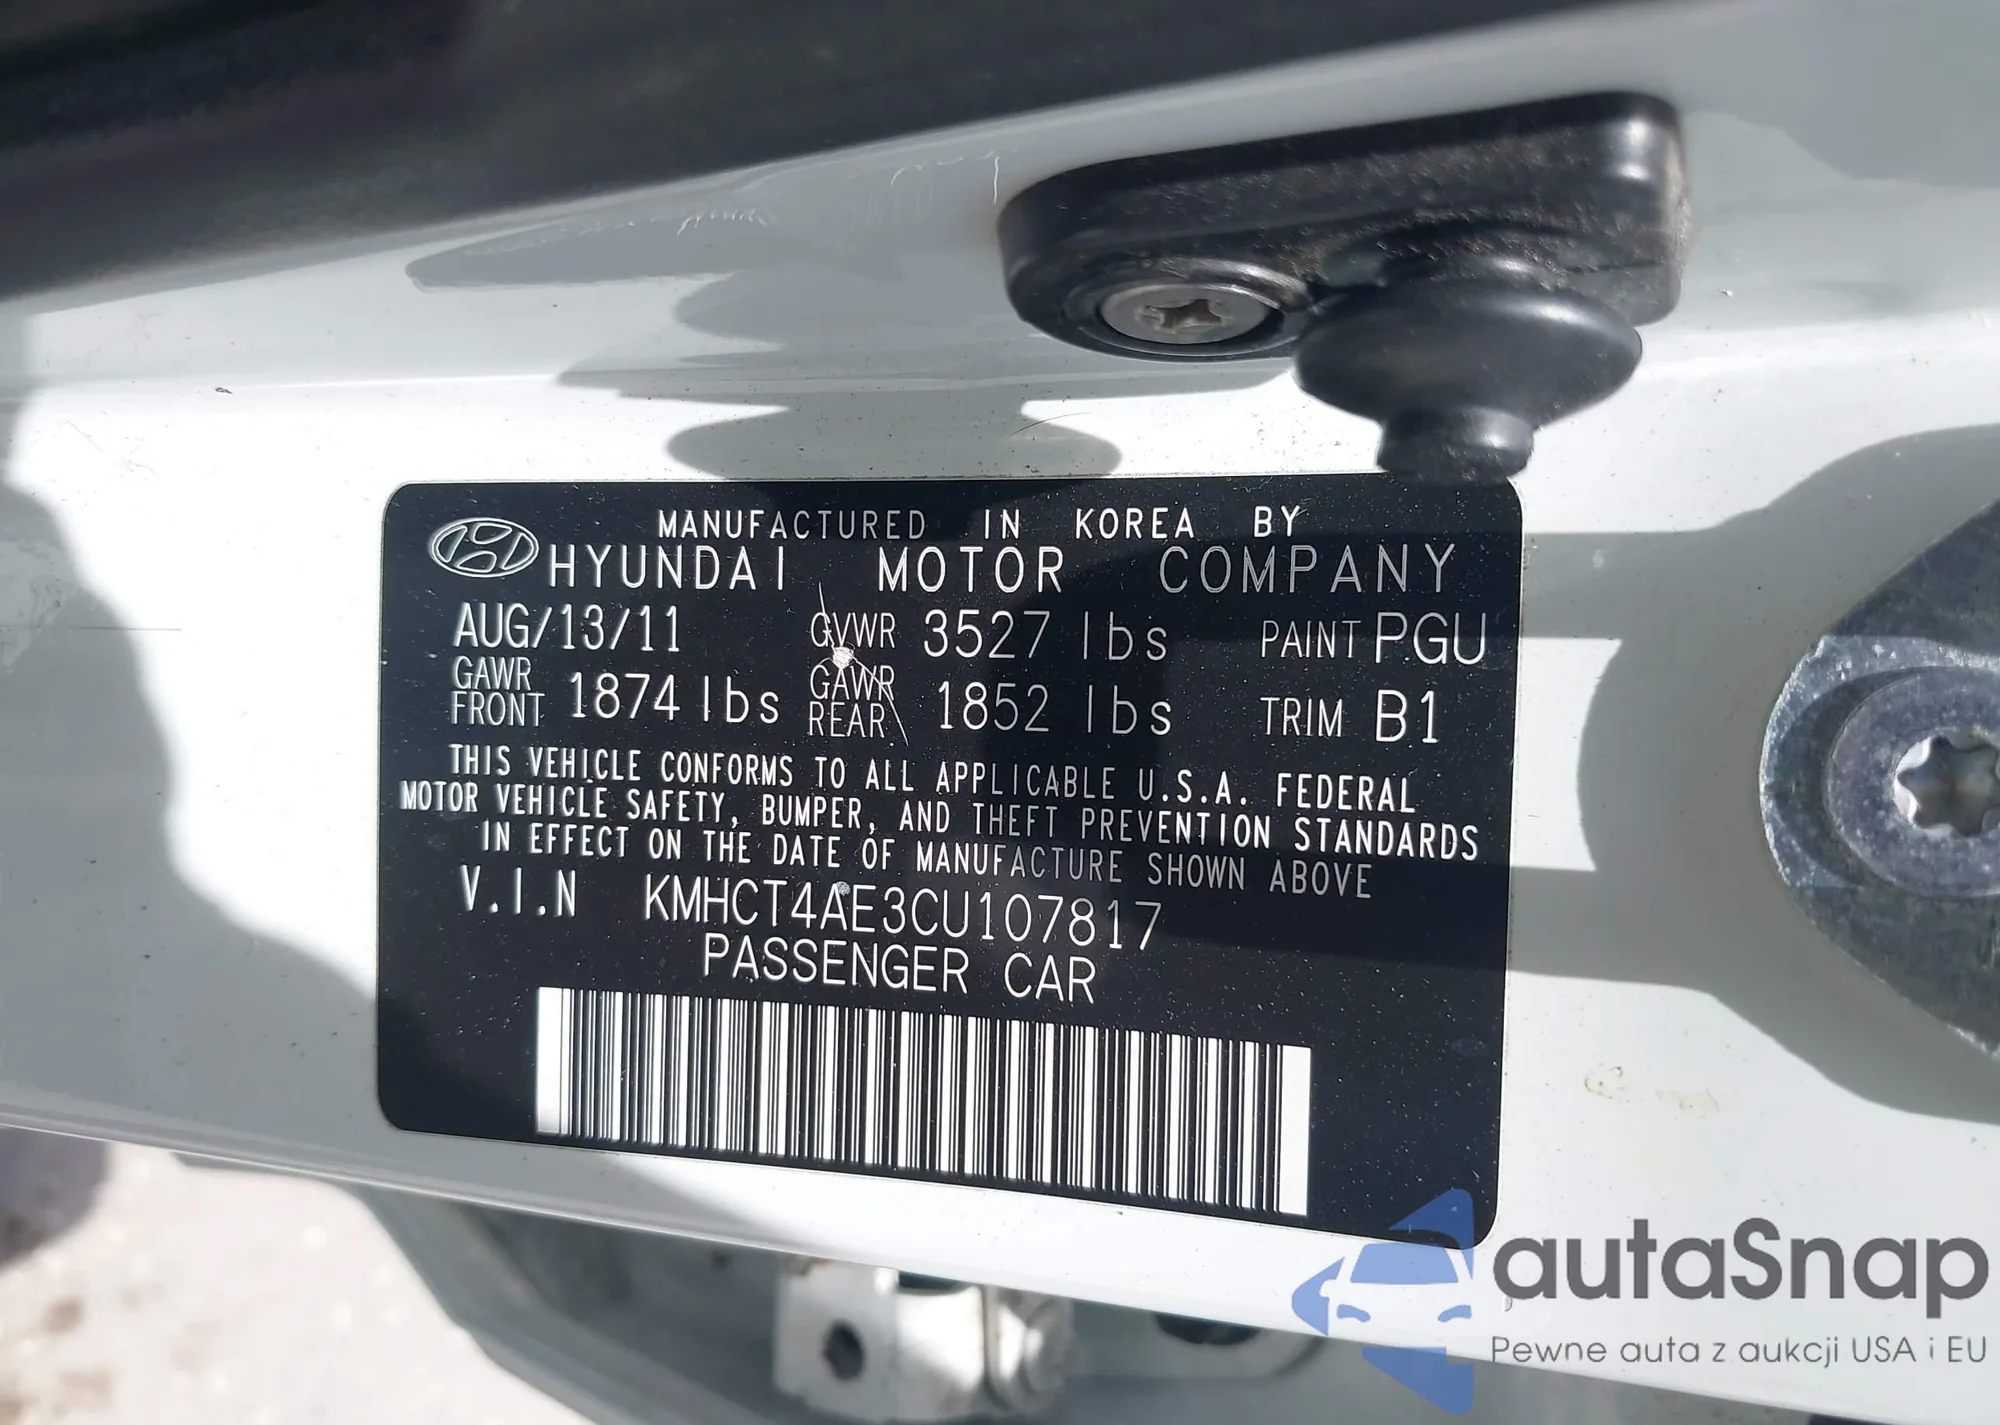 MANUFACTURED IN KOREA BY
HYUNDAI MOTOR COMPANY
AUG/13/11 GVWR 3527 lbs PAINT PGU
GAWR FRONT 1874 lbs GAWR REAR 1852 lbs TRIM B1
THIS VEHICLE CONFORMS TO ALL APPLICABLE U.S.A. FEDERAL
MOTOR VEHICLE SAFETY, BUMPER, AND THEFT PREVENTION STANDARDS
IN EFFECT ON THE DATE OF MANUFACTURE SHOWN ABOVE
V.I.N KMHCT4AE3CU107817
PASSENGER CAR
autaSnap
Pewne auta z aukcji USA i EU